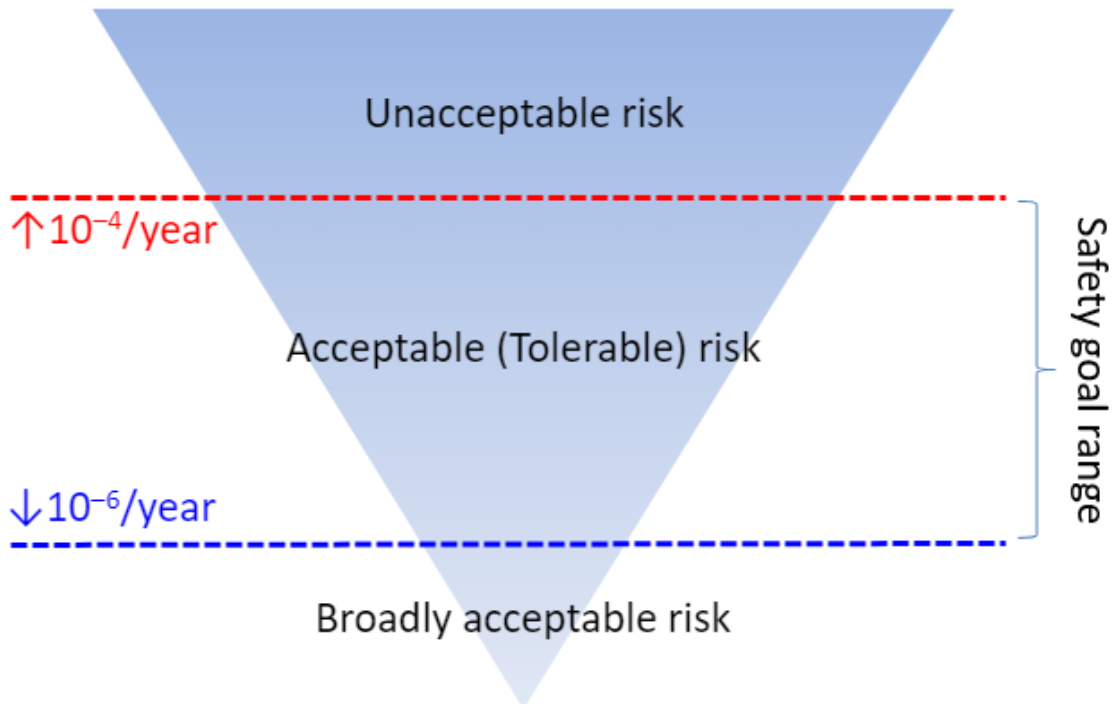 Unacceptable risk
↑10⁻⁴/year
Acceptable (Tolerable) risk
Safety goal range
↓10⁻⁶/year
Broadly acceptable risk